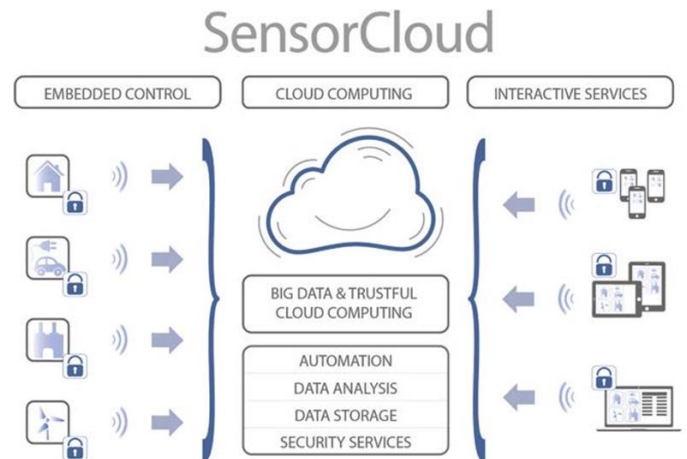 SensorCloud
EMBEDDED CONTROL
CLOUD COMPUTING
INTERACTIVE SERVICES
BIG DATA & TRUSTFUL
CLOUD COMPUTING
AUTOMATION
DATA ANALYSIS
DATA STORAGE
SECURITY SERVICES